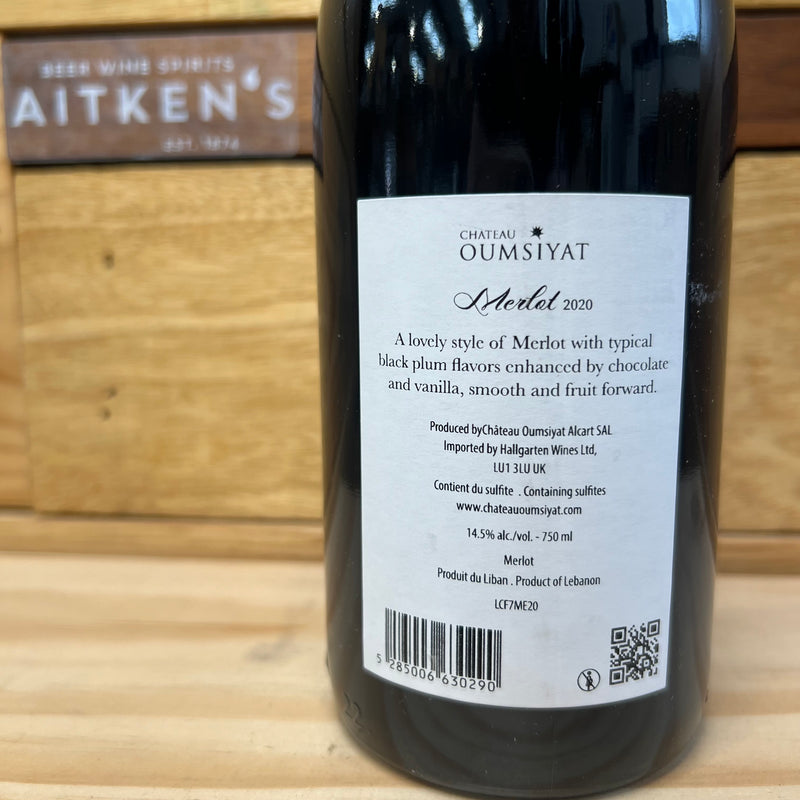 BEER WINE SPIRITS
AITKEN'S
EST. 1874
CHATEAU
OUMSIYAT
Merlot 2020
A lovely style of Merlot with typical
black plum flavors enhanced by chocolate
and vanilla, smooth and fruit forward.
Produced byChâteau Oumsiyat Alcart SAL
Imported by Hallgarten Wines Ltd,
LU1 3LU UK
Contient du sulfite . Containing sulfites
www.chateauoumsiyat.com
14.5% alc./vol. - 750 ml
Merlot
Produit du Liban . Product of Lebanon
LCF7ME20
5 285006 630290
22